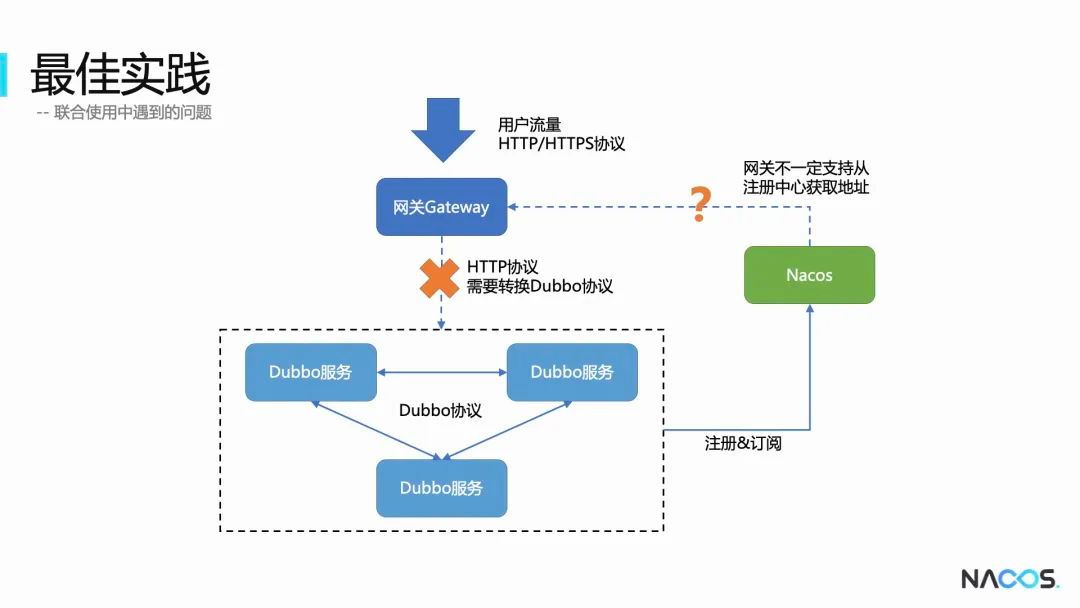 最佳实践
-- 联合使用中遇到的问题
用户流量
HTTP/HTTPS协议
网关不一定支持从
注册中心获取地址
?
网关Gateway
HTTP协议
需要转换Dubbo协议
Nacos
Dubbo服务
Dubbo服务
Dubbo协议
注册&订阅
Dubbo服务
NACOS.